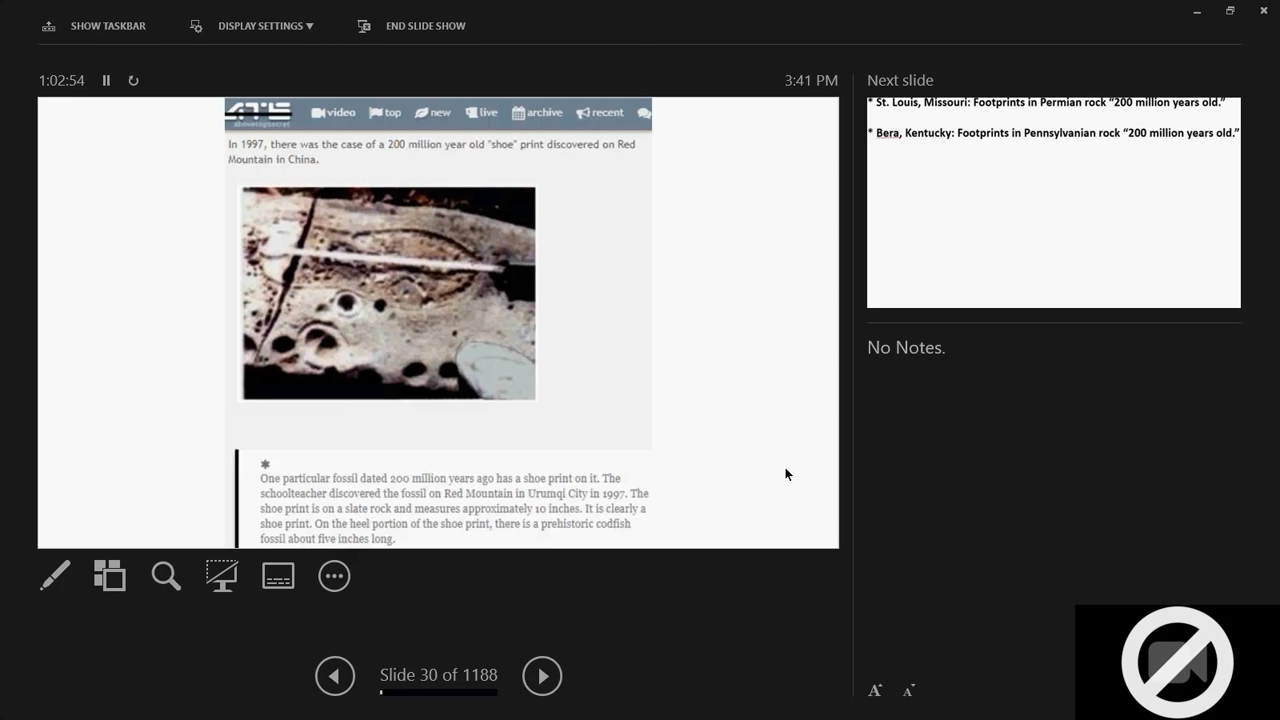 SHOW TASKBAR
DISPLAY SETTINGS ▼
END SLIDE SHOW
1:02:54
3:41 PM
Next slide
ATS
abovetopsecret
video
top
new
live
archive
recent
In 1997, there was the case of a 200 million year old "shoe" print discovered on Red
Mountain in China.
*
One particular fossil dated 200 million years ago has a shoe print on it. The
schoolteacher discovered the fossil on Red Mountain in Urumqi City in 1997. The
shoe print is on a slate rock and measures approximately 10 inches. It is clearly a
shoe print. On the heel portion of the shoe print, there is a prehistoric codfish
fossil about five inches long.
* St. Louis, Missouri: Footprints in Permian rock “200 million years old.”
* Bera, Kentucky: Footprints in Pennsylvanian rock “200 million years old.”
No Notes.
Slide 30 of 1188
A A